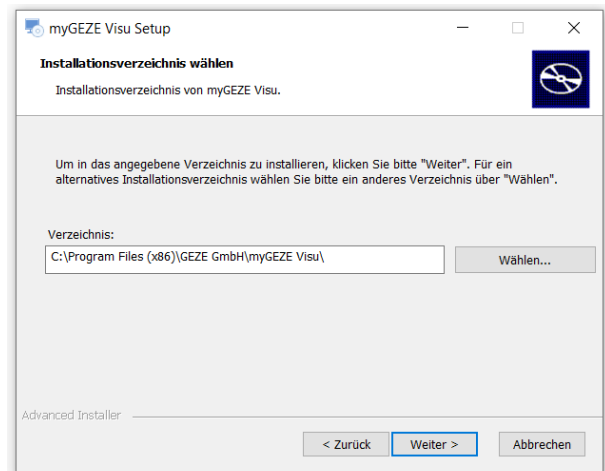 myGEZE Visu Setup
Installationsverzeichnis wählen
Installationsverzeichnis von myGEZE Visu.
Um in das angegebene Verzeichnis zu installieren, klicken Sie bitte "Weiter". Für ein
alternatives Installationsverzeichnis wählen Sie bitte ein anderes Verzeichnis über "Wählen".
Verzeichnis:
C:\Program Files (x86)\GEZE GmbH\myGEZE Visu\
Wählen...
Advanced Installer
< Zurück
Weiter >
Abbrechen